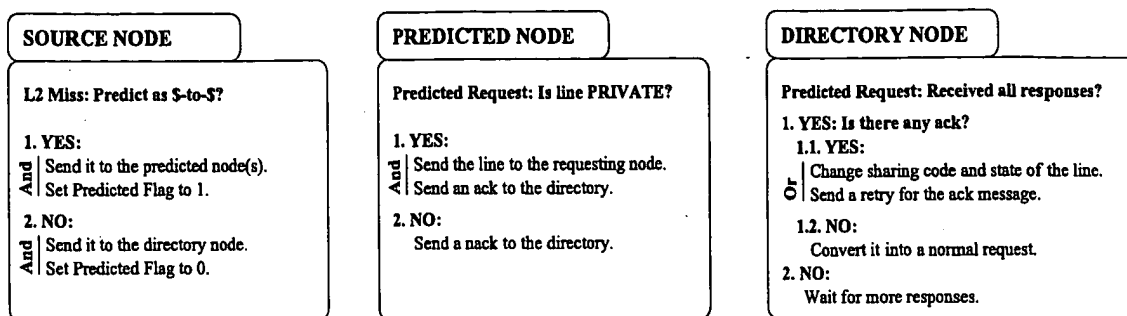 SOURCE NODE
L2 Miss: Predict as $-to-$?
1. YES:
And
Send it to the predicted node(s).
Set Predicted Flag to 1.
2. NO:
And
Send it to the directory node.
Set Predicted Flag to 0.
PREDICTED NODE
Predicted Request: Is line PRIVATE?
1. YES:
And
Send the line to the requesting node.
Send an ack to the directory.
2. NO:
Send a nack to the directory.
DIRECTORY NODE
Predicted Request: Received all responses?
1. YES: Is there any ack?
1.1. YES:
Or
Change sharing code and state of the line.
Send a retry for the ack message.
1.2. NO:
Convert it into a normal request.
2. NO:
Wait for more responses.